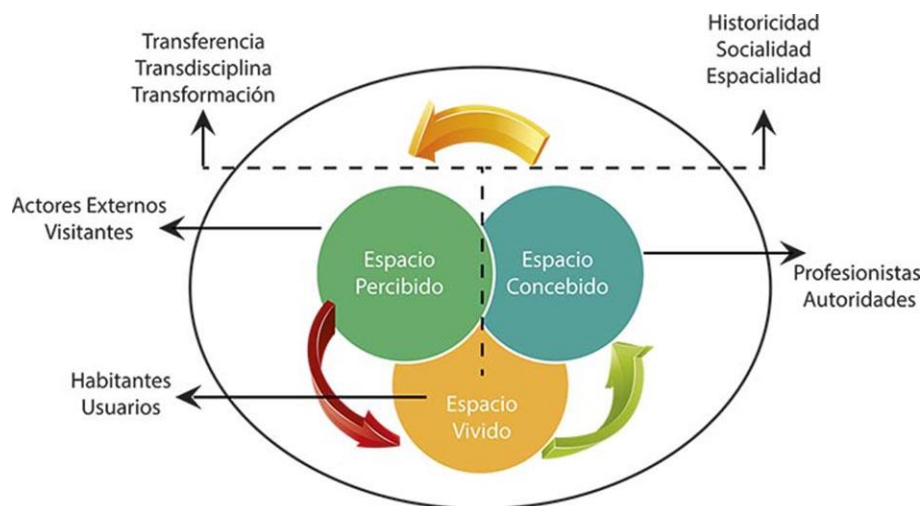 Transferencia
Transdisciplina
Transformación
Historicidad
Socialidad
Espacialidad
Actores Externos
Visitantes
Espacio
Percibido
Espacio
Concebido
Profesionistas
Autoridades
Habitantes
Usuarios
Espacio
Vivido